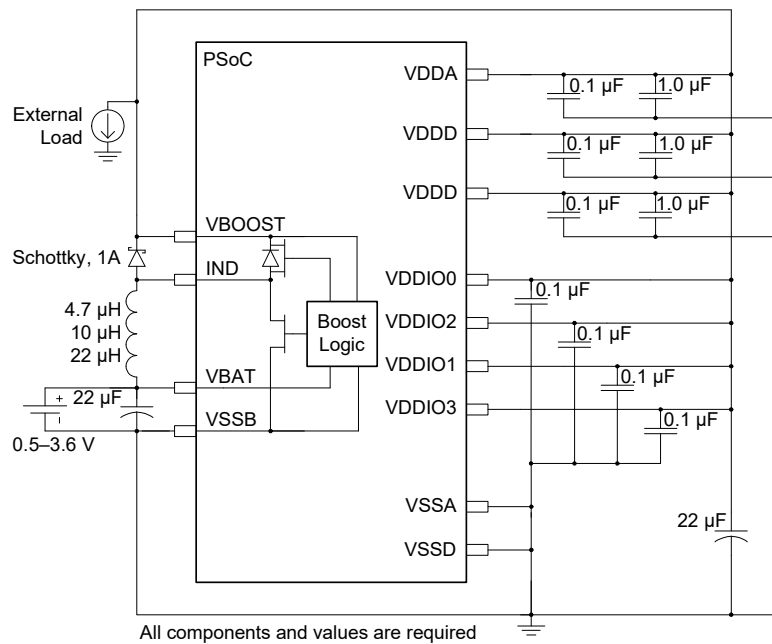 PSoC
VDDA
0.1 µF
1.0 µF
External
Load
VDDD
0.1 µF
1.0 µF
VDDD
0.1 µF
1.0 µF
VBOOST
Schottky, 1A
IND
VDDIO0
0.1 µF
4.7 µH
10 µH
22 µH
Boost
Logic
VDDIO2
0.1 µF
VDDIO1
0.1 µF
VBAT
22 µF
VDDIO3
0.1 µF
VSSB
0.5–3.6 V
+
-
VSSA
22 µF
VSSD
All components and values are required